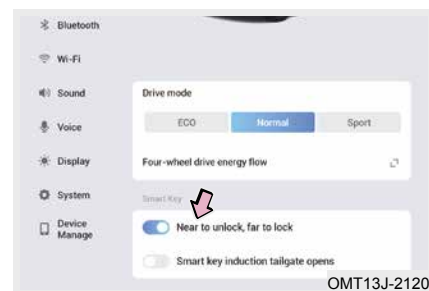 Bluetooth
Wi-Fi
Sound
Drive mode
ECO
Normal
Sport
Voice
Display
Four-wheel drive energy flow
System
Smart Key
Device
Manage
Near to unlock, far to lock
Smart key induction tailgate opens
OMT13J-2120